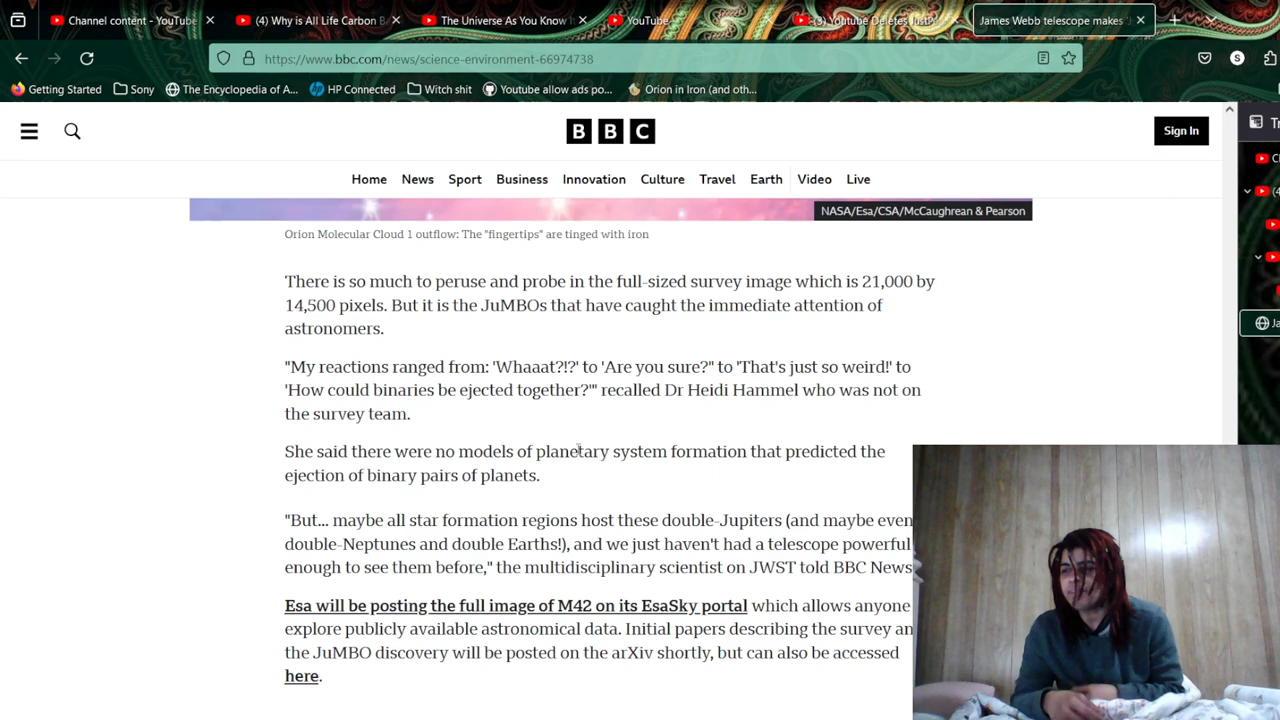 Channel content - YouTube
(4) Why is All Life Carbon B
The Universe As You Know I
YouTube
(3) Youtube Deletes JustP
James Webb telescope makes '
https://www.bbc.com/news/science-environment-66974738
S
Getting Started
Sony
The Encyclopedia of A...
HP Connected
Witch shit
Youtube allow ads po...
Orion in Iron (and oth...
BBC
Sign In
Home
News
Sport
Business
Innovation
Culture
Travel
Earth
Video
Live
NASA/Esa/CSA/McCaughrean & Pearson
Orion Molecular Cloud 1 outflow: The "fingertips" are tinged with iron
There is so much to peruse and probe in the full-sized survey image which is 21,000 by
14,500 pixels. But it is the JuMBOs that have caught the immediate attention of
astronomers.
"My reactions ranged from: 'Whaaat?!?' to 'Are you sure?" to 'That's just so weird!' to
'How could binaries be ejected together?'" recalled Dr Heidi Hammel who was not on
the survey team.
She said there were no models of planetary system formation that predicted the
ejection of binary pairs of planets.
"But... maybe all star formation regions host these double-Jupiters (and maybe even
double-Neptunes and double Earths!), and we just haven't had a telescope powerful
enough to see them before," the multidisciplinary scientist on JWST told BBC News
Esa will be posting the full image of M42 on its EsaSky portal which allows anyone
explore publicly available astronomical data. Initial papers describing the survey an
the JuMBO discovery will be posted on the arXiv shortly, but can also be accessed
here.